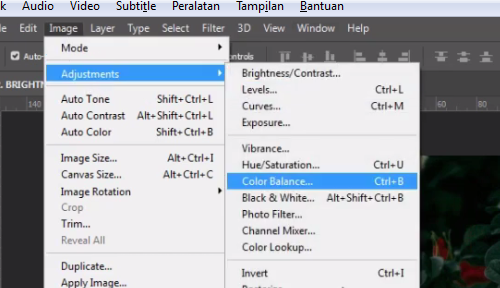 Audio Video Subtitle Peralatan Tampilan Bantuan
Edit Image Layer Type Select Filter 3D View Window Help
Mode
Adjustments
Auto Tone Shift+Ctrl+L
Auto Contrast Alt+Shift+Ctrl+L
Auto Color Shift+Ctrl+B
Image Size... Alt+Ctrl+I
Canvas Size... Alt+Ctrl+C
Image Rotation
Crop
Trim...
Reveal All
Duplicate...
Apply Image...
Brightness/Contrast...
Levels... Ctrl+L
Curves... Ctrl+M
Exposure...
Vibrance...
Hue/Saturation... Ctrl+U
Color Balance... Ctrl+B
Black & White... Alt+Shift+Ctrl+B
Photo Filter...
Channel Mixer...
Color Lookup...
Invert Ctrl+I
140
60
80